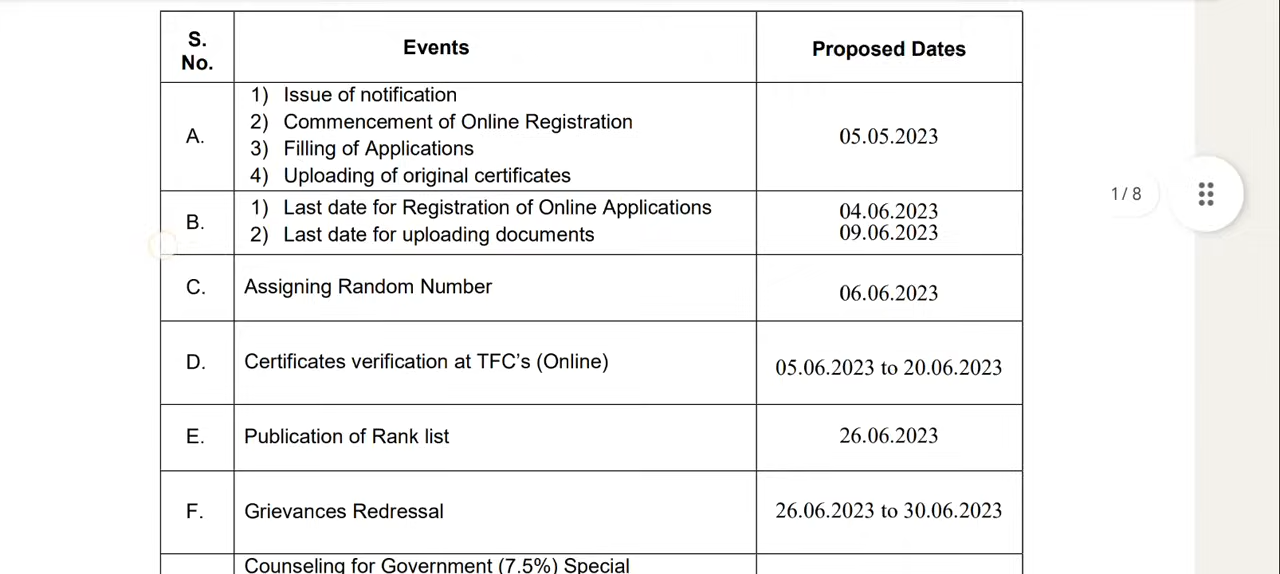 S.
No.
Events
Proposed Dates
A.
1) Issue of notification
2) Commencement of Online Registration
3) Filling of Applications
4) Uploading of original certificates
05.05.2023
B.
1) Last date for Registration of Online Applications
2) Last date for uploading documents
04.06.2023
09.06.2023
C.
Assigning Random Number
06.06.2023
D.
Certificates verification at TFC’s (Online)
05.06.2023 to 20.06.2023
E.
Publication of Rank list
26.06.2023
F.
Grievances Redressal
26.06.2023 to 30.06.2023
Counseling for Government (7.5%) Special
1 / 8